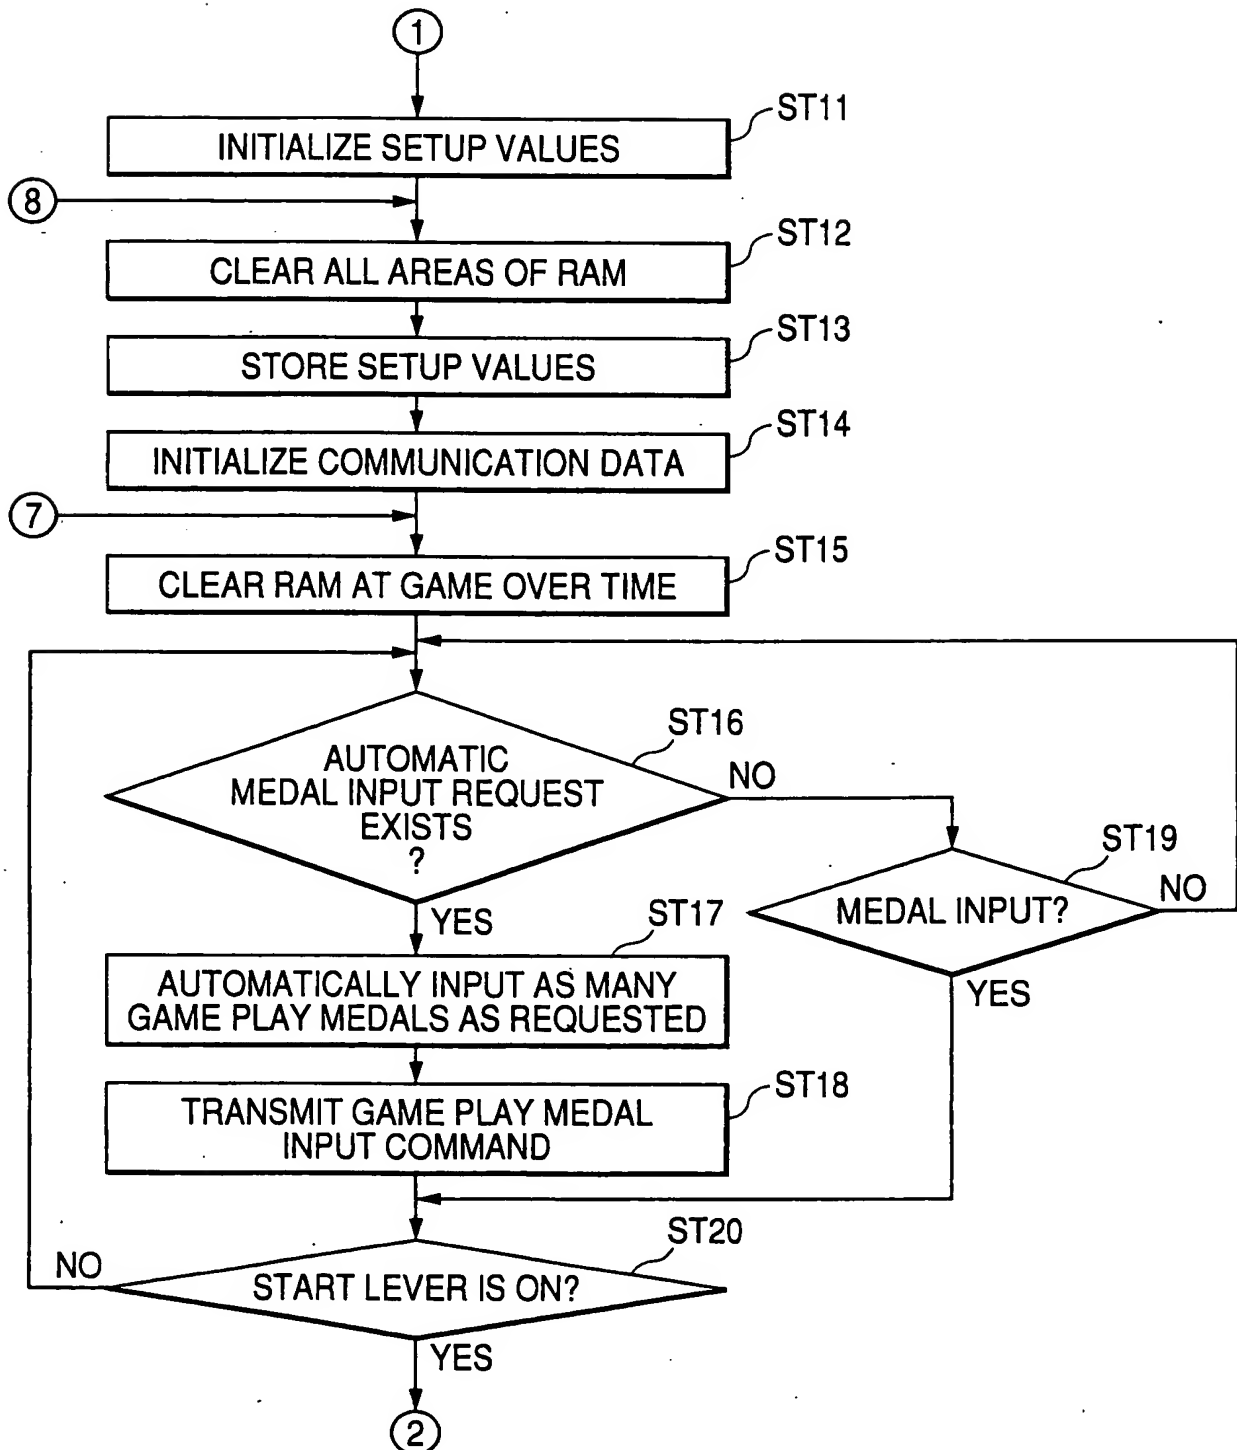 1
ST11
INITIALIZE SETUP VALUES
8
ST12
CLEAR ALL AREAS OF RAM
ST13
STORE SETUP VALUES
ST14
INITIALIZE COMMUNICATION DATA
7
ST15
CLEAR RAM AT GAME OVER TIME
ST16
AUTOMATIC
MEDAL INPUT REQUEST
EXISTS
?
NO
YES
ST19
MEDAL INPUT?
NO
YES
ST17
AUTOMATICALLY INPUT AS MANY
GAME PLAY MEDALS AS REQUESTED
ST18
TRANSMIT GAME PLAY MEDAL
INPUT COMMAND
ST20
START LEVER IS ON?
NO
YES
2